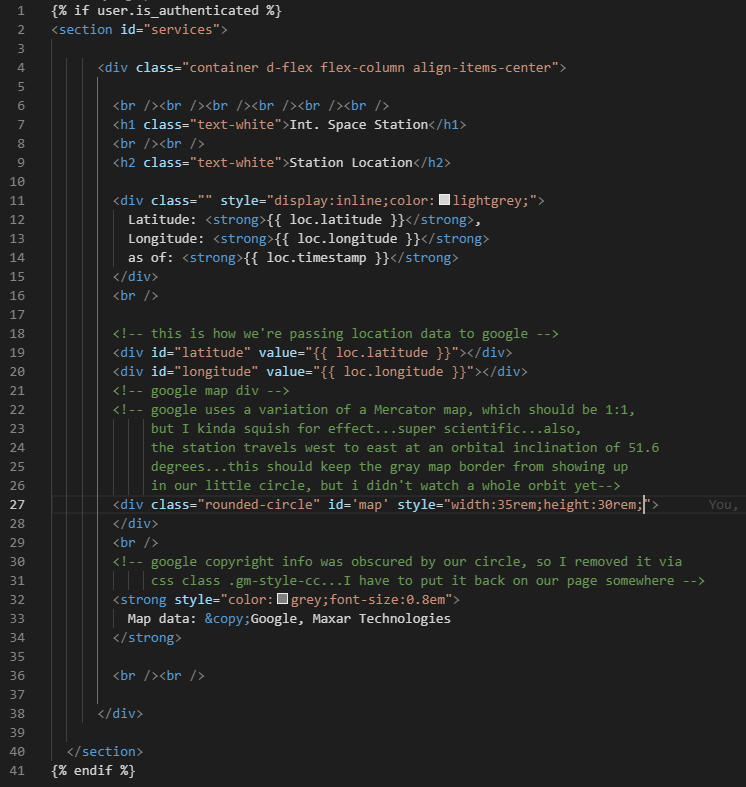 1 {% if user.is_authenticated %}
2 <section id="services">
3
4 <div class="container d-flex flex-column align-items-center">
5
6 <br /><br /><br /><br /><br /><br />
7 <h1 class="text-white">Int. Space Station</h1>
8 <br /><br />
9 <h2 class="text-white">Station Location</h2>
10
11 <div class="" style="display:inline;color:lightgrey;">
12 Latitude: <strong>{{ loc.latitude }}</strong>,
13 Longitude: <strong>{{ loc.longitude }}</strong>
14 as of: <strong>{{ loc.timestamp }}</strong>
15 </div>
16 <br />
17
18 <!-- this is how we're passing location data to google -->
19 <div id="latitude" value="{{ loc.latitude }}"></div>
20 <div id="longitude" value="{{ loc.longitude }}"></div>
21 <!-- google map div -->
22 <!-- google uses a variation of a Mercator map, which should be 1:1,
23 but I kinda squish for effect...super scientific...also,
24 the station travels west to east at an orbital inclination of 51.6
25 degrees...this should keep the gray map border from showing up
26 in our little circle, but i didn't watch a whole orbit yet-->
27 <div class="rounded-circle" id='map' style="width:35rem;height:30rem;"> You,
28 </div>
29 <br />
30 <!-- google copyright info was obscured by our circle, so I removed it via
31 css class .gm-style-cc...I have to put it back on our page somewhere -->
32 <strong style="color:grey;font-size:0.8em">
33 Map data: &copy;Google, Maxar Technologies
34 </strong>
35
36 <br /><br />
37
38 </div>
39
40 </section>
41 {% endif %}